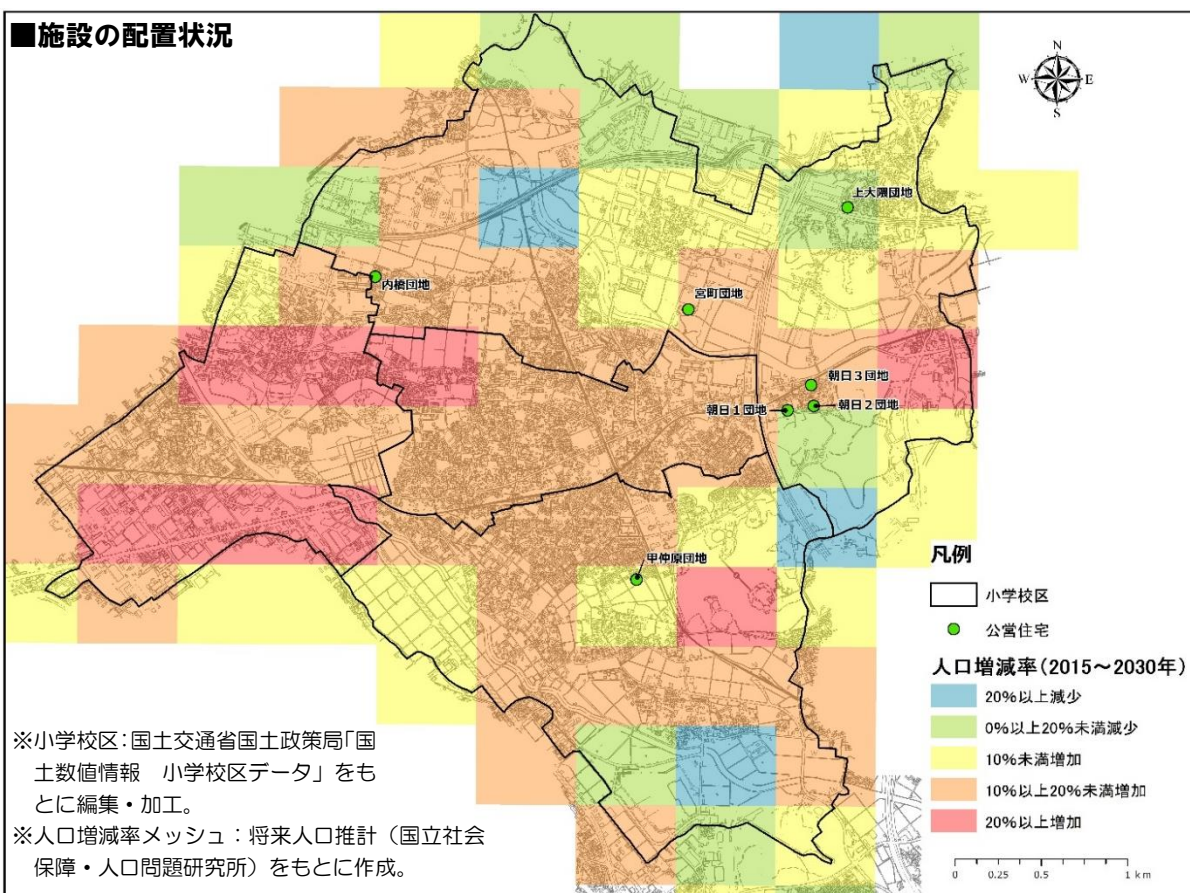 ■施設の配置状況
N
W E
S
上大隈団地
内橋団地
宮町団地
朝日3団地
朝日1団地
朝日2団地
甲仲原団地
凡例
小学校区
公営住宅
人口増減率(2015～2030年)
20%以上減少
0%以上20%未満減少
10%未満増加
10%以上20%未満増加
20%以上増加
0 0.25 0.5 1 km
※小学校区:国土交通省国土政策局「国
土数値情報　小学校区データ」をも
とに編集・加工。
※人口増減率メッシュ：将来人口推計（国立社会
保障・人口問題研究所）をもとに作成。